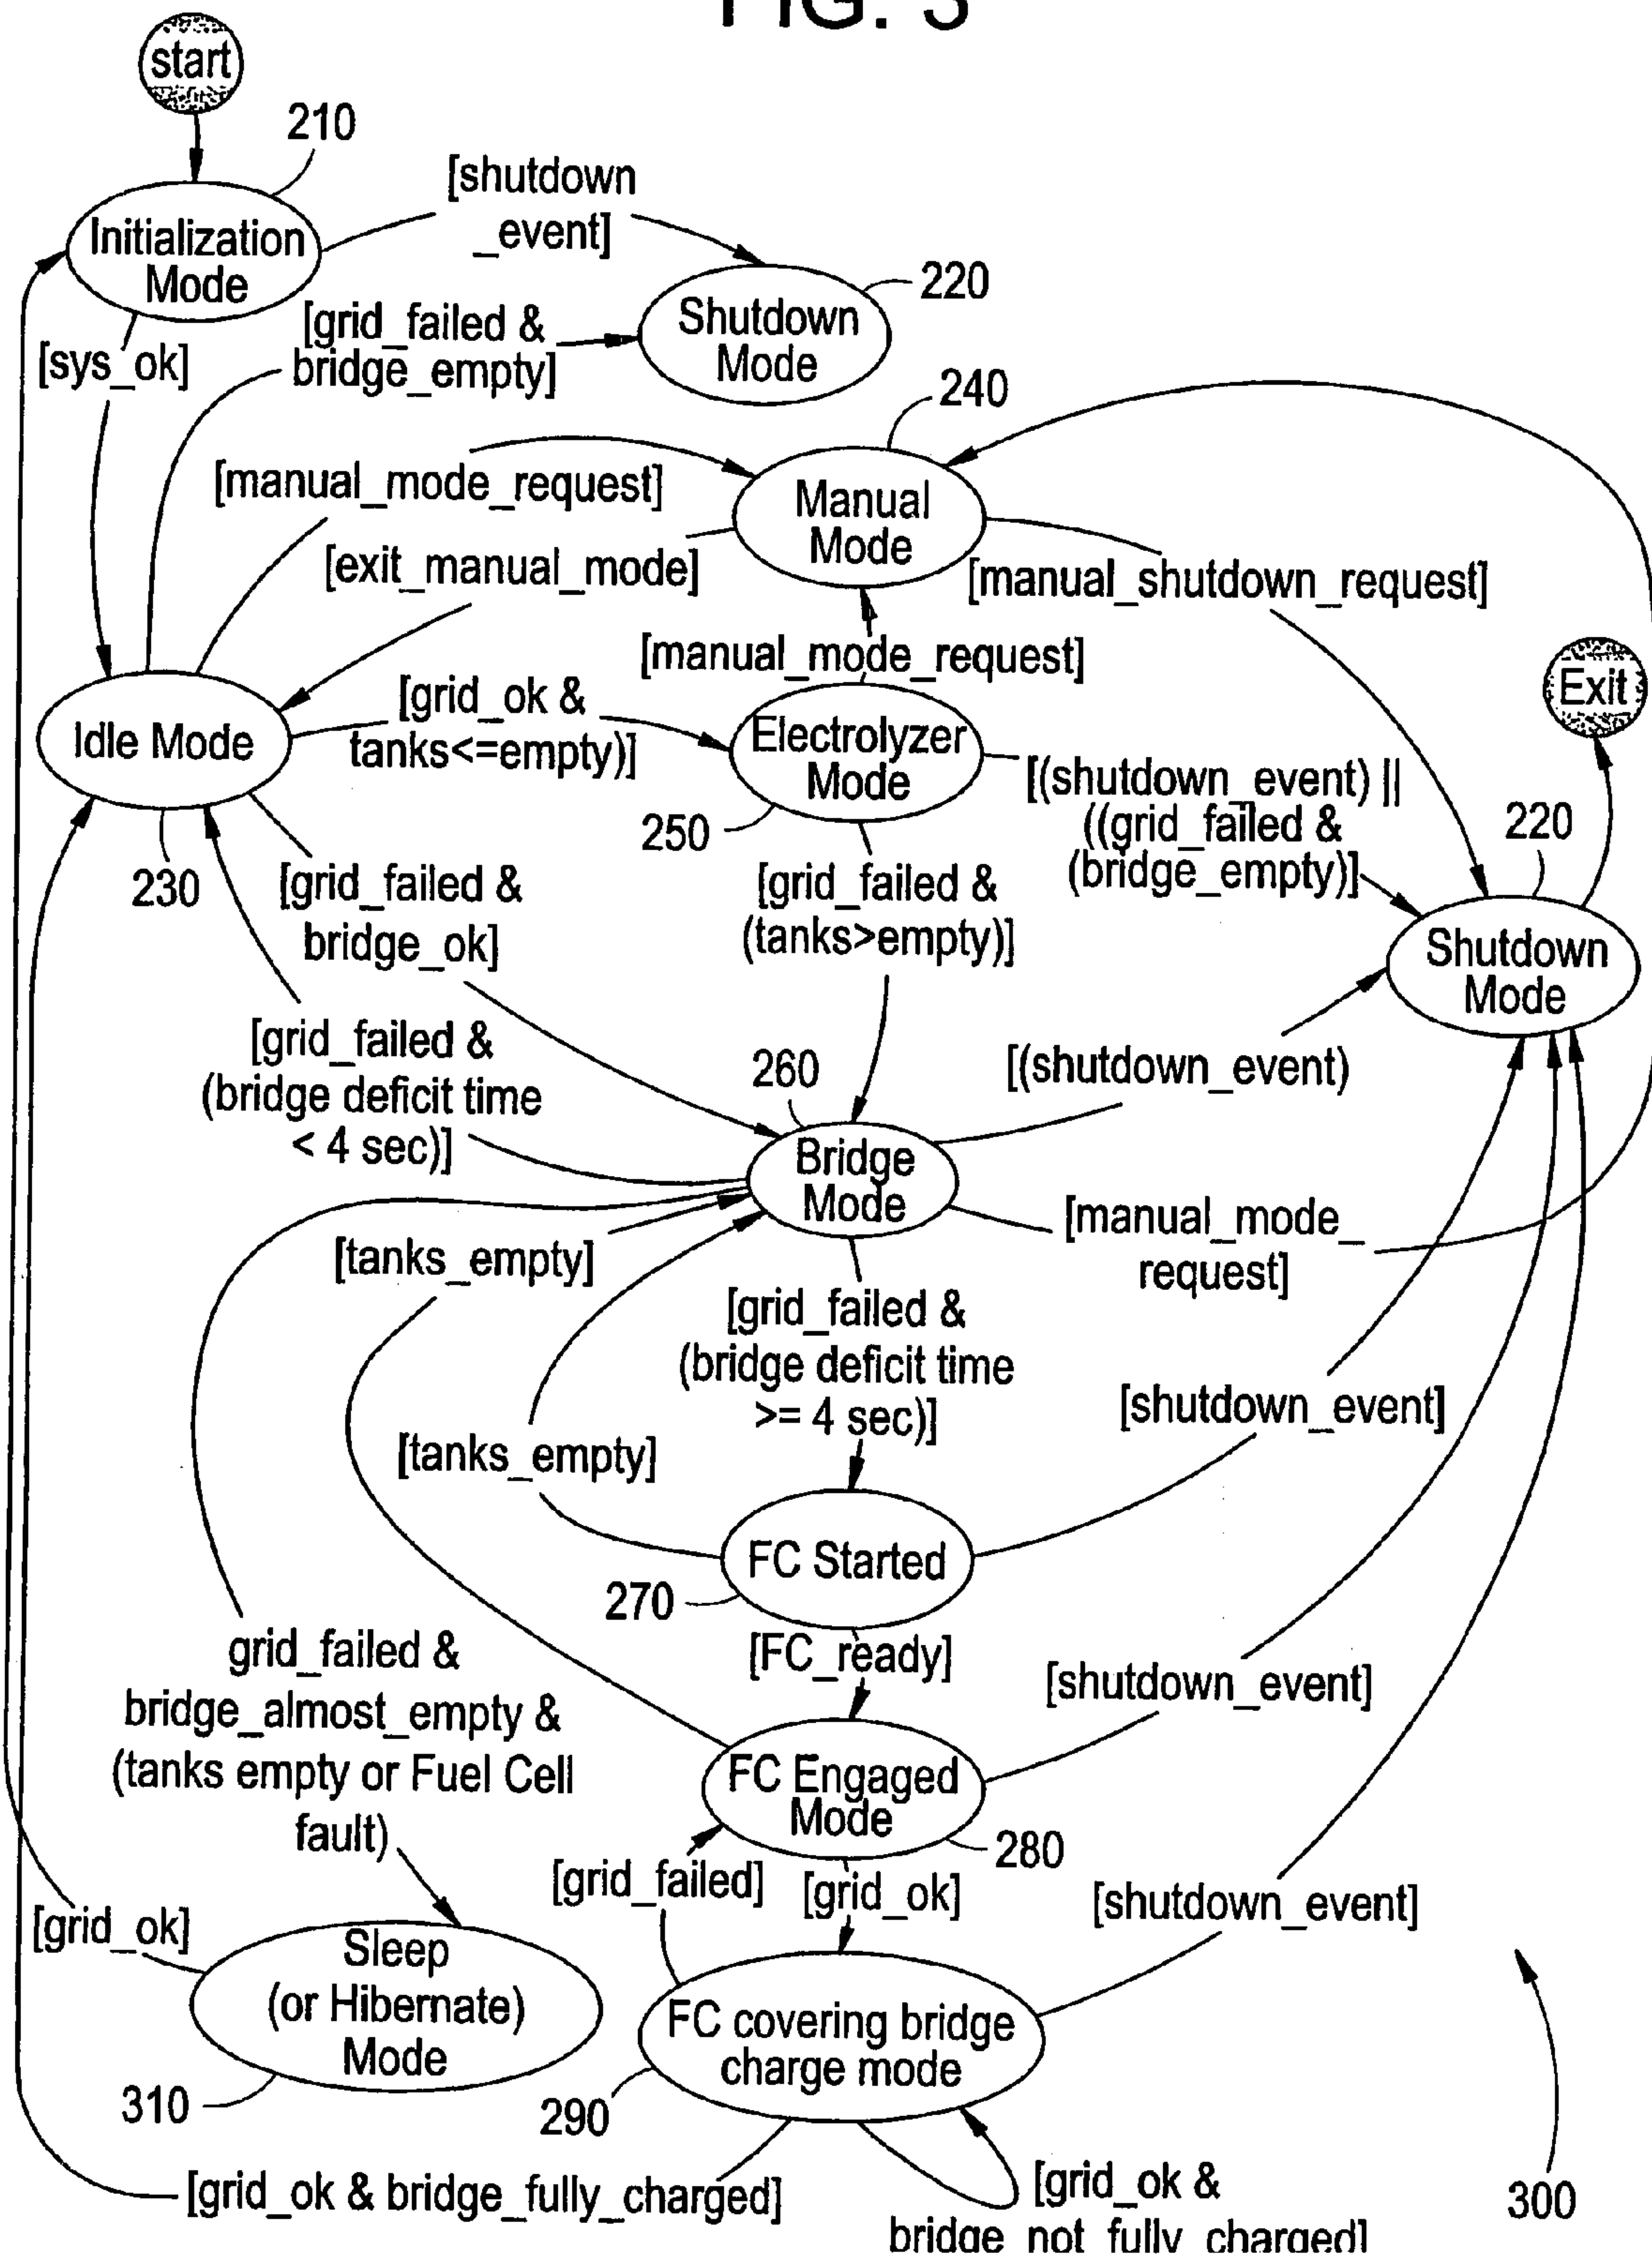 FIG. 3
start
210
[shutdown
_event]
Initialization
Mode
220
Shutdown
Mode
[grid_failed &
bridge_empty]
[sys_ok]
240
[manual_mode_request]
Manual
Mode
[exit_manual_mode]
[manual_shutdown_request]
[manual_mode_request]
Exit
[grid_ok &
tanks<=empty)]
Idle Mode
Electrolyzer
Mode
[(shutdown_event) ||
((grid_failed &
(bridge_empty)]
250
220
230
[grid_failed &
bridge_ok]
[grid_failed &
(tanks>empty)]
Shutdown
Mode
[grid_failed &
(bridge deficit time
< 4 sec)]
260
[(shutdown_event)
Bridge
Mode
[manual_mode_
request]
[tanks_empty]
[grid_failed &
(bridge deficit time
>= 4 sec)]
[shutdown_event]
[tanks_empty]
FC Started
270
[FC_ready]
grid_failed &
bridge_almost_empty &
(tanks empty or Fuel Cell
fault)
[shutdown_event]
FC Engaged
Mode
280
[grid_failed]
[grid_ok]
[shutdown_event]
[grid_ok]
Sleep
(or Hibernate)
Mode
FC covering bridge
charge mode
310
290
[grid_ok & bridge_fully_charged]
[grid_ok &
bridge_not_fully_charged]
300